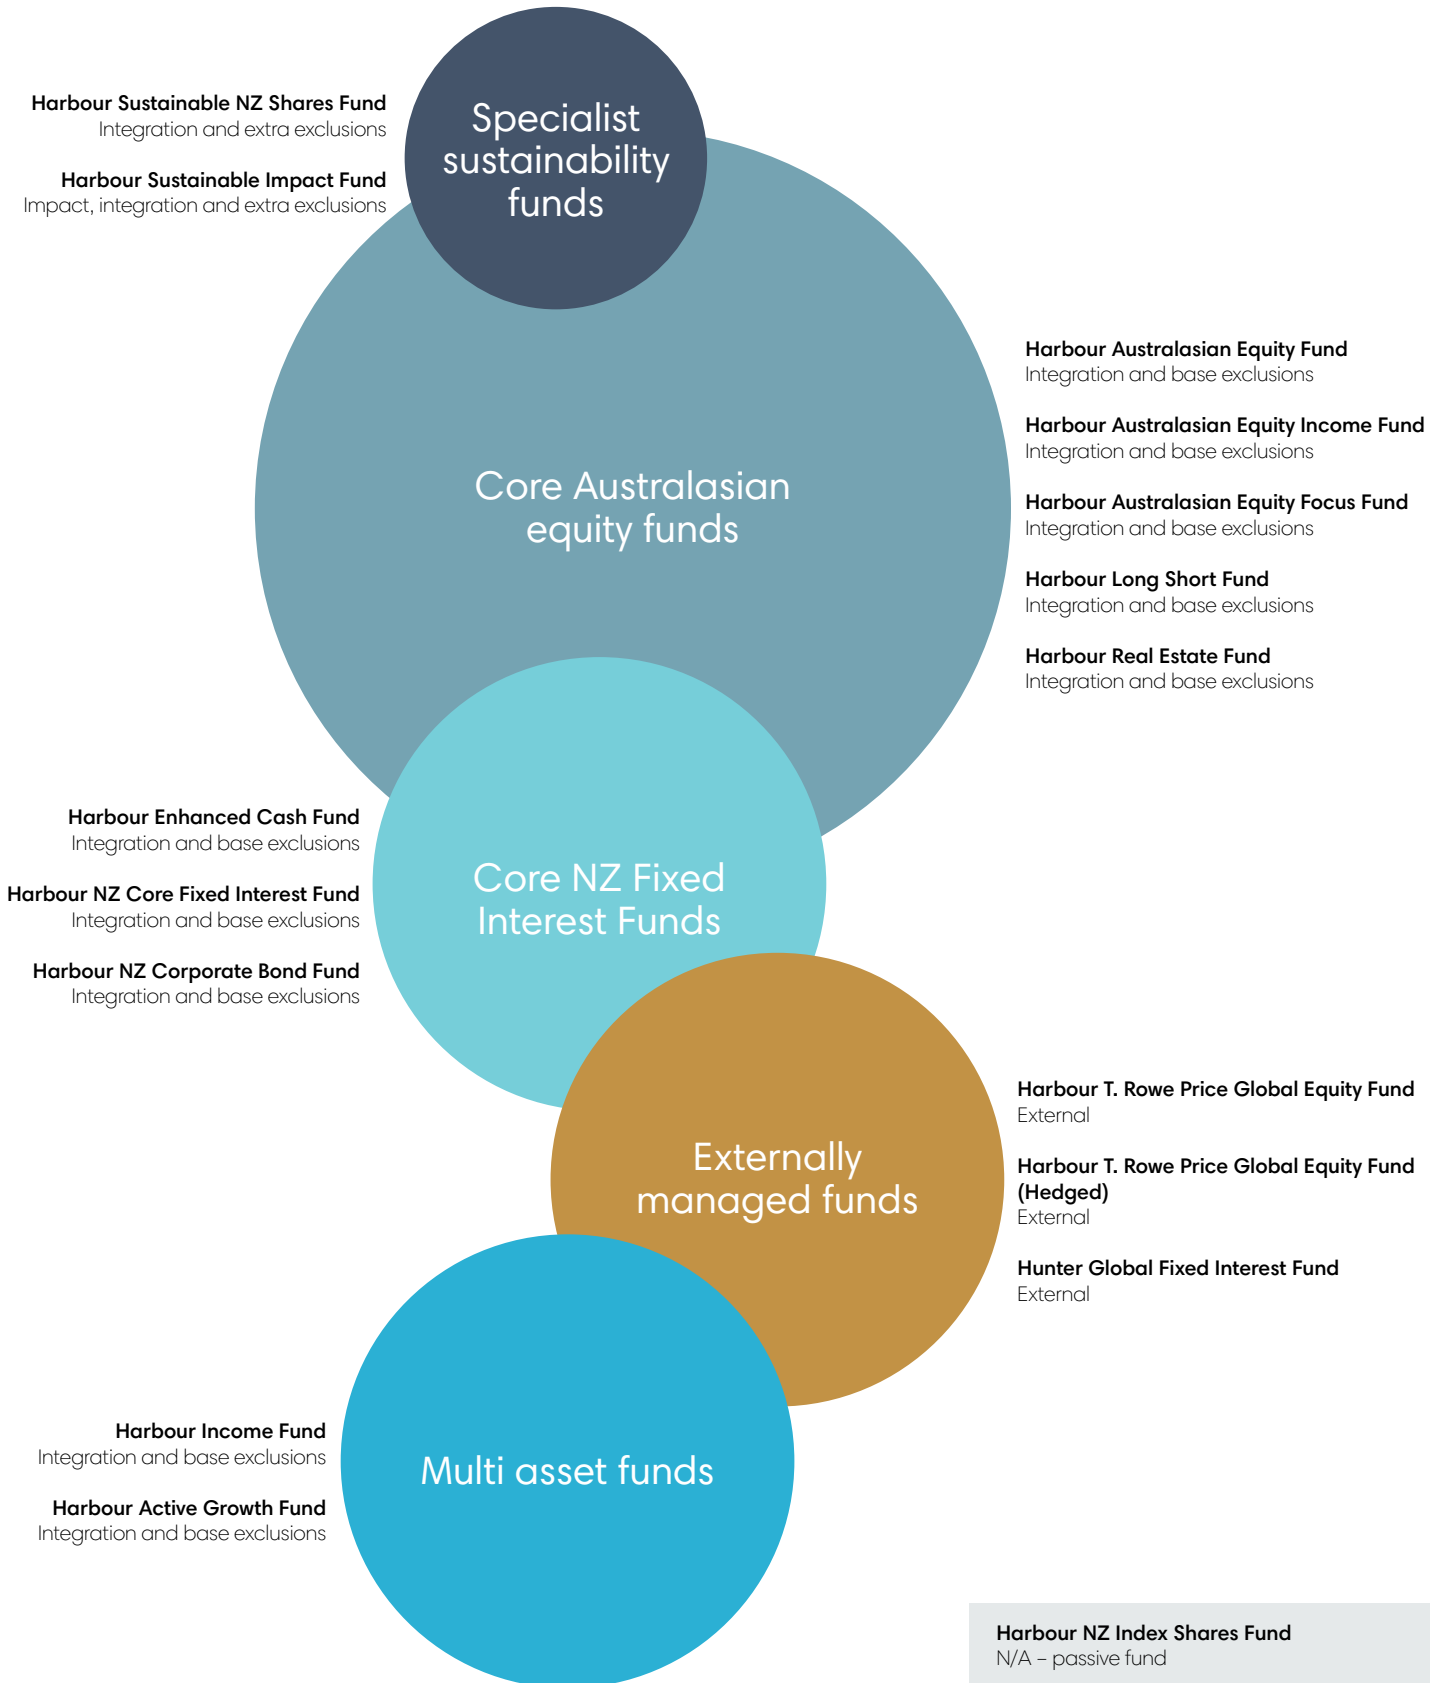 Specialist
sustainability
funds
Harbour Sustainable NZ Shares Fund
Integration and extra exclusions
Harbour Sustainable Impact Fund
Impact, integration and extra exclusions
Core Australasian
equity funds
Harbour Australasian Equity Fund
Integration and base exclusions
Harbour Australasian Equity Income Fund
Integration and base exclusions
Harbour Australasian Equity Focus Fund
Integration and base exclusions
Harbour Long Short Fund
Integration and base exclusions
Harbour Real Estate Fund
Integration and base exclusions
Core NZ Fixed
Interest Funds
Harbour Enhanced Cash Fund
Integration and base exclusions
Harbour NZ Core Fixed Interest Fund
Integration and base exclusions
Harbour NZ Corporate Bond Fund
Integration and base exclusions
Externally
managed funds
Harbour T. Rowe Price Global Equity Fund
External
Harbour T. Rowe Price Global Equity Fund
(Hedged)
External
Hunter Global Fixed Interest Fund
External
Multi asset funds
Harbour Income Fund
Integration and base exclusions
Harbour Active Growth Fund
Integration and base exclusions
Harbour NZ Index Shares Fund
N/A – passive fund